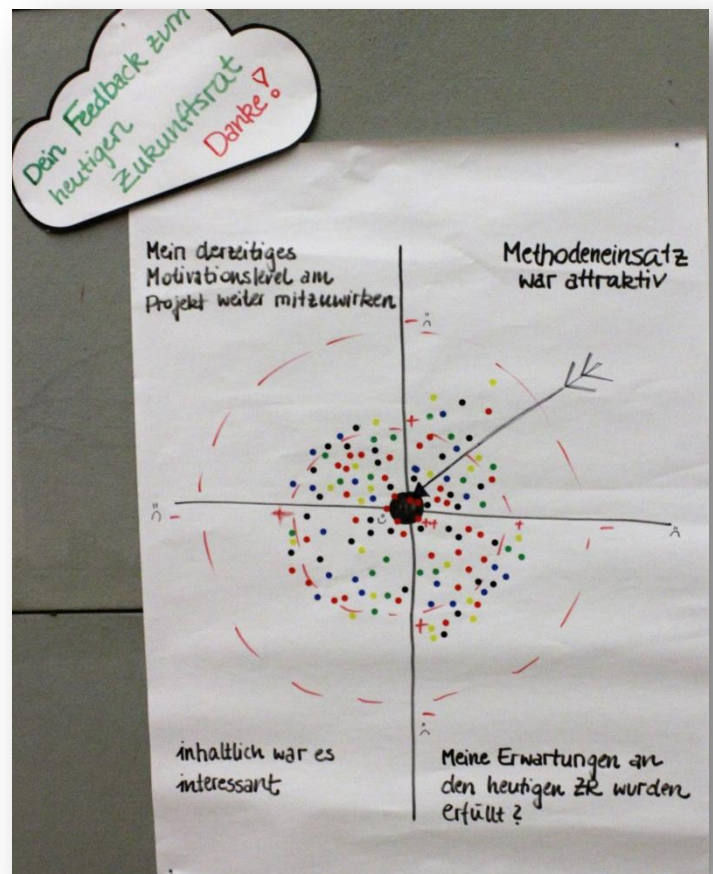 Dein Feedback zum
heutigen
Zukunftsrat
Danke!
Mein derzeitiges
Motivationslevel am
Projekt weiter mitzuwirken
Methodeneinsatz
war attraktiv
-
+
-
+
++
+
-
+
-
inhaltlich war es
interessant
Meine Erwartungen an
den heutigen ZR wurden
erfüllt?